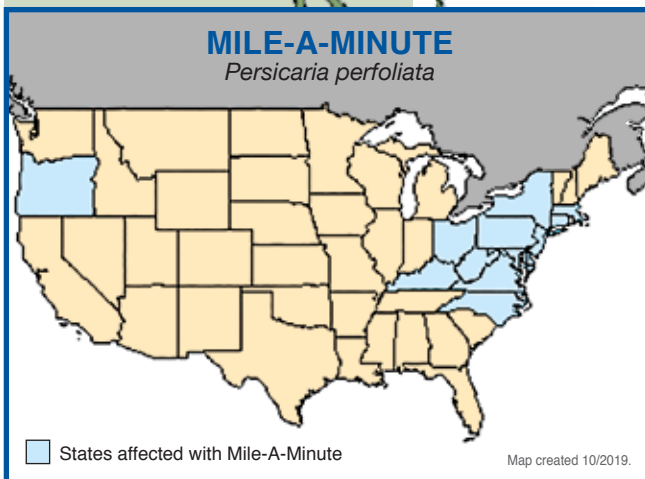 MILE-A-MINUTE
Persicaria perfoliata
States affected with Mile-A-Minute
Map created 10/2019.